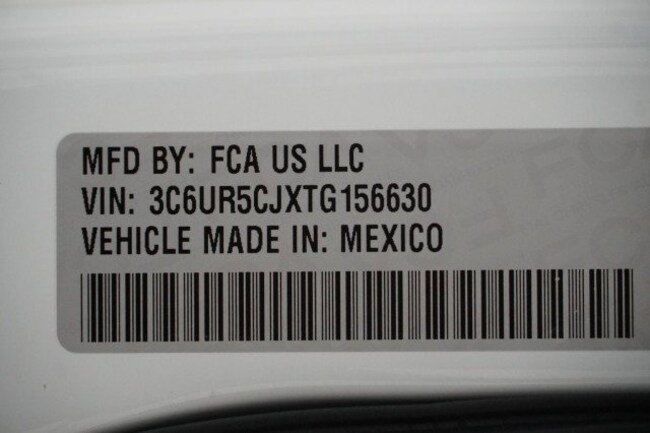 MFD BY: FCA US LLC
VIN: 3C6UR5CJXTG156630
VEHICLE MADE IN: MEXICO